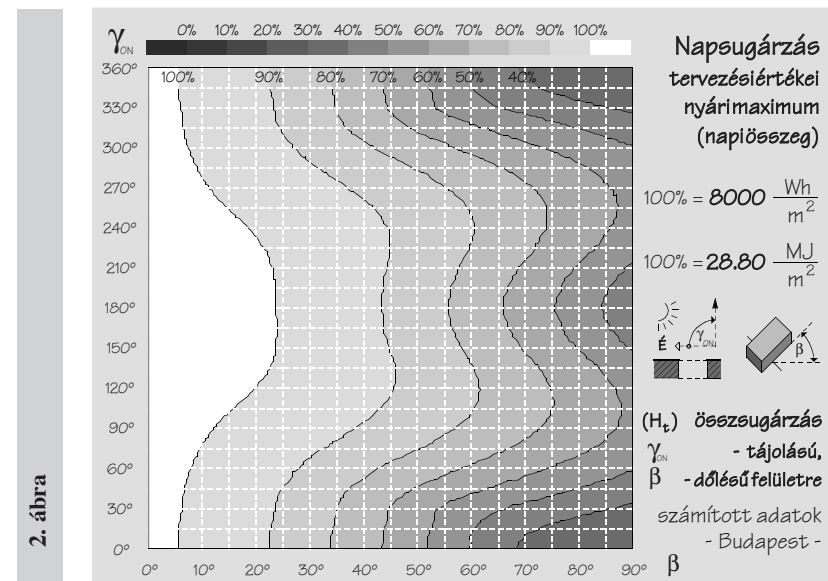 2. ábra
γON
0% 10% 20% 30% 40% 50% 60% 70% 80% 90% 100%
360°
330°
300°
270°
240°
210°
180°
150°
120°
90°
60°
30°
0°
100% 90% 80% 70% 60% 50% 40%
0° 10° 20° 30° 40° 50° 60° 70° 80° 90°
β
Napsugárzás
tervezésiértékei
nyárimaximum
(napiösszeg)
100% = 8000 Wh/m²
100% = 28.80 MJ/m²
É γON β
(Ht) összsugárzás
γON - tájolású,
β - dőlésű felületre
számított adatok
- Budapest -